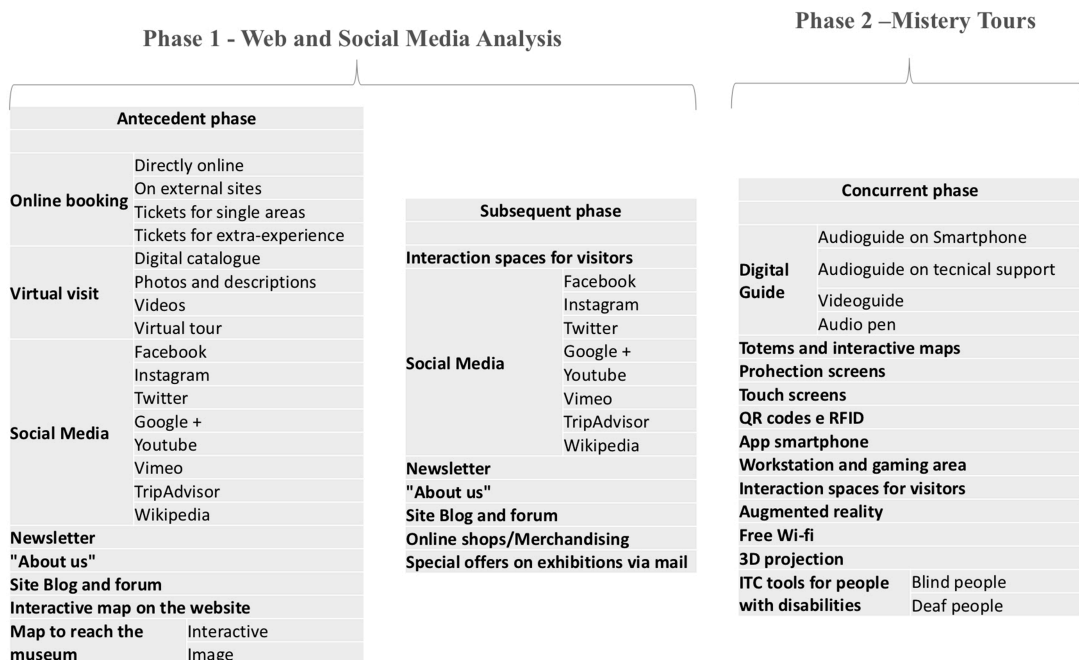 Phase 1 - Web and Social Media Analysis
Phase 2 –Mistery Tours
Antecedent phase
Online booking
Directly online
On external sites
Tickets for single areas
Tickets for extra-experience
Virtual visit
Digital catalogue
Photos and descriptions
Videos
Virtual tour
Social Media
Facebook
Instagram
Twitter
Google +
Youtube
Vimeo
TripAdvisor
Wikipedia
Newsletter
"About us"
Site Blog and forum
Interactive map on the website
Map to reach the
museum
Interactive
Image
Subsequent phase
Interaction spaces for visitors
Social Media
Facebook
Instagram
Twitter
Google +
Youtube
Vimeo
TripAdvisor
Wikipedia
Newsletter
"About us"
Site Blog and forum
Online shops/Merchandising
Special offers on exhibitions via mail
Concurrent phase
Digital
Guide
Audioguide on Smartphone
Audioguide on tecnical support
Videoguide
Audio pen
Totems and interactive maps
Prohection screens
Touch screens
QR codes e RFID
App smartphone
Workstation and gaming area
Interaction spaces for visitors
Augmented reality
Free Wi-fi
3D projection
ITC tools for people
with disabilities
Blind people
Deaf people